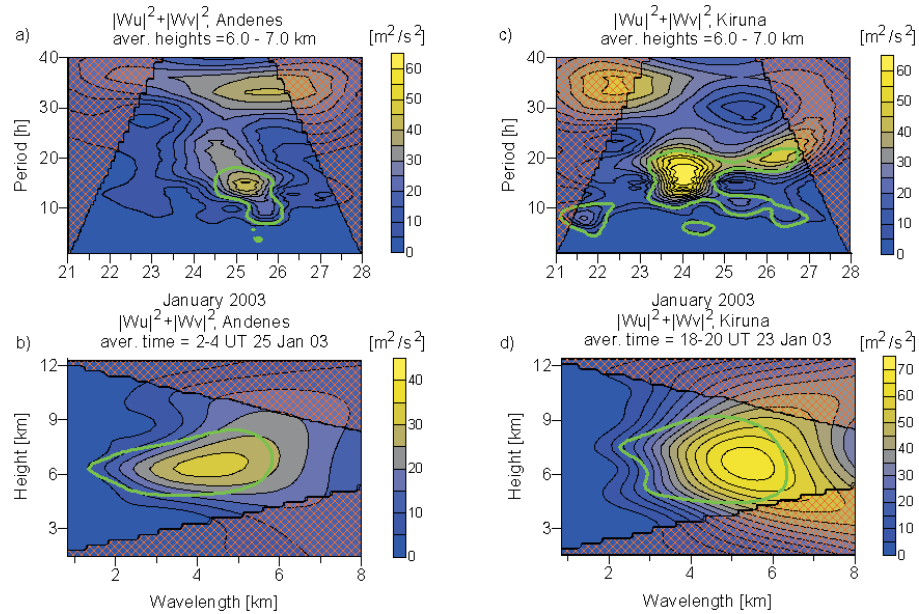 a)
|Wu|²+|Wv|², Andenes
aver. heights =6.0 - 7.0 km
[m²/s²]
Period [h]
40
30
20
10
21 22 23 24 25 26 27 28
January 2003
60
50
40
30
20
10
0
c)
|Wu|²+|Wv|², Kiruna
aver. heights =6.0 - 7.0 km
[m²/s²]
Period [h]
40
30
20
10
21 22 23 24 25 26 27 28
January 2003
60
50
40
30
20
10
0
b)
|Wu|²+|Wv|², Andenes
aver. time = 2-4 UT 25 Jan 03
[m²/s²]
Height [km]
12
9
6
3
2 4 6 8
Wavelength [km]
40
30
20
10
0
d)
|Wu|²+|Wv|², Kiruna
aver. time = 18-20 UT 23 Jan 03
[m²/s²]
Height [km]
12
9
6
3
2 4 6 8
Wavelength [km]
70
60
50
40
30
20
10
0